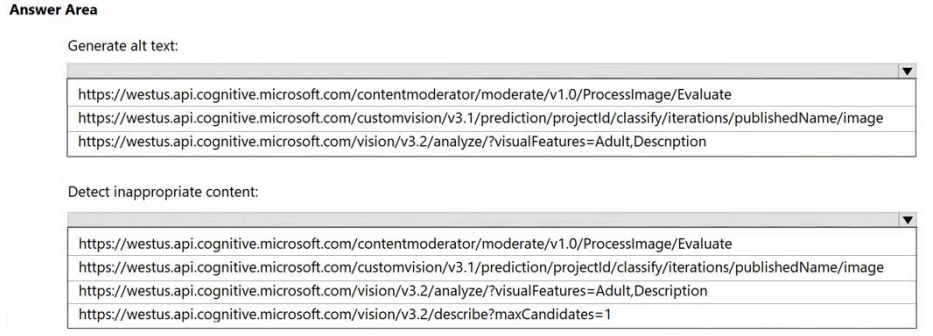 Answer Area
Generate alt text:
https://westus.api.cognitive.microsoft.com/contentmoderator/moderate/v1.0/ProcessImage/Evaluate
https://westus.api.cognitive.microsoft.com/customvision/v3.1/prediction/projectId/classify/iterations/publishedName/image
https://westus.api.cognitive.microsoft.com/vision/v3.2/analyze/?visualFeatures=Adult,Descnption
Detect inappropriate content:
https://westus.api.cognitive.microsoft.com/contentmoderator/moderate/v1.0/ProcessImage/Evaluate
https://westus.api.cognitive.microsoft.com/customvision/v3.1/prediction/projectId/classify/iterations/publishedName/image
https://westus.api.cognitive.microsoft.com/vision/v3.2/analyze/?visualFeatures=Adult,Description
https://westus.api.cognitive.microsoft.com/vision/v3.2/describe?maxCandidates=1